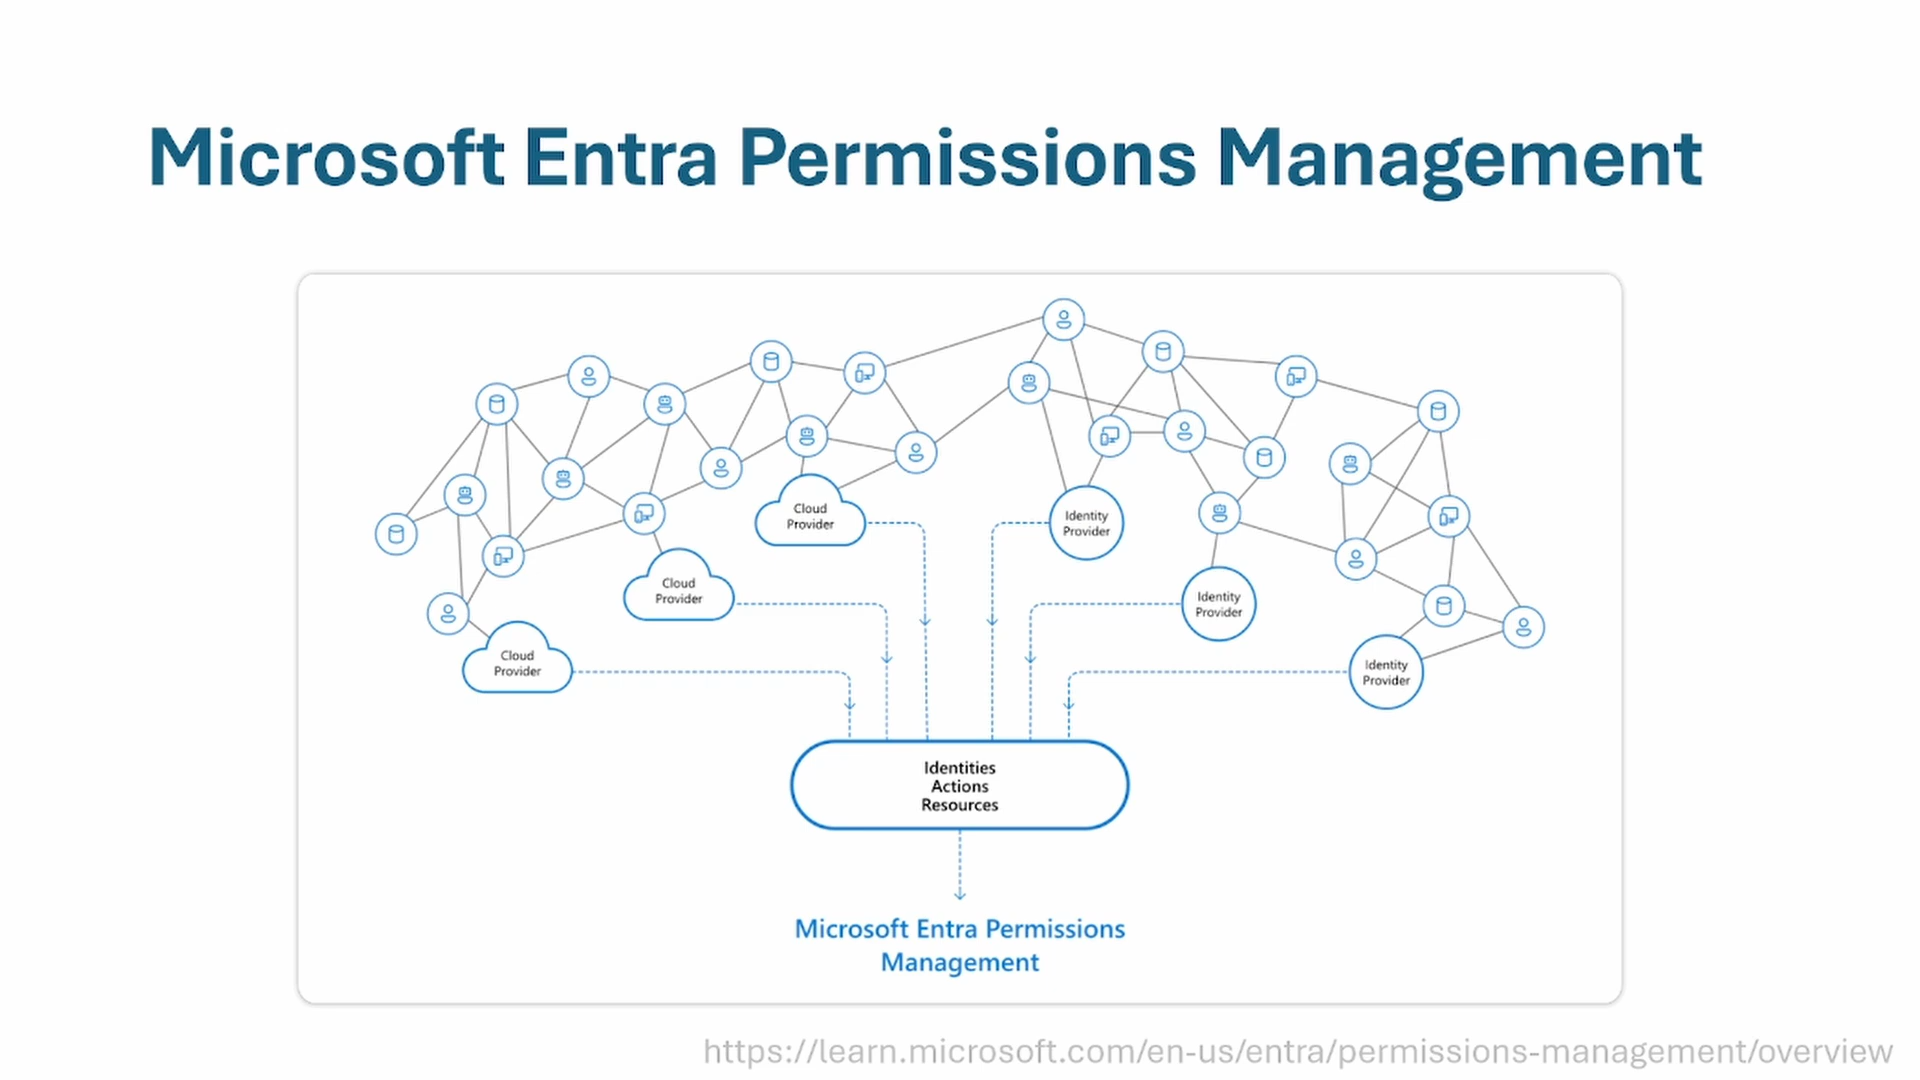 Microsoft Entra Permissions Management
Cloud
Provider
Identity
Provider
Cloud
Provider
Identity
Provider
Cloud
Provider
Identity
Provider
Identities
Actions
Resources
Microsoft Entra Permissions
Management
https://learn.microsoft.com/en-us/entra/permissions-management/overview